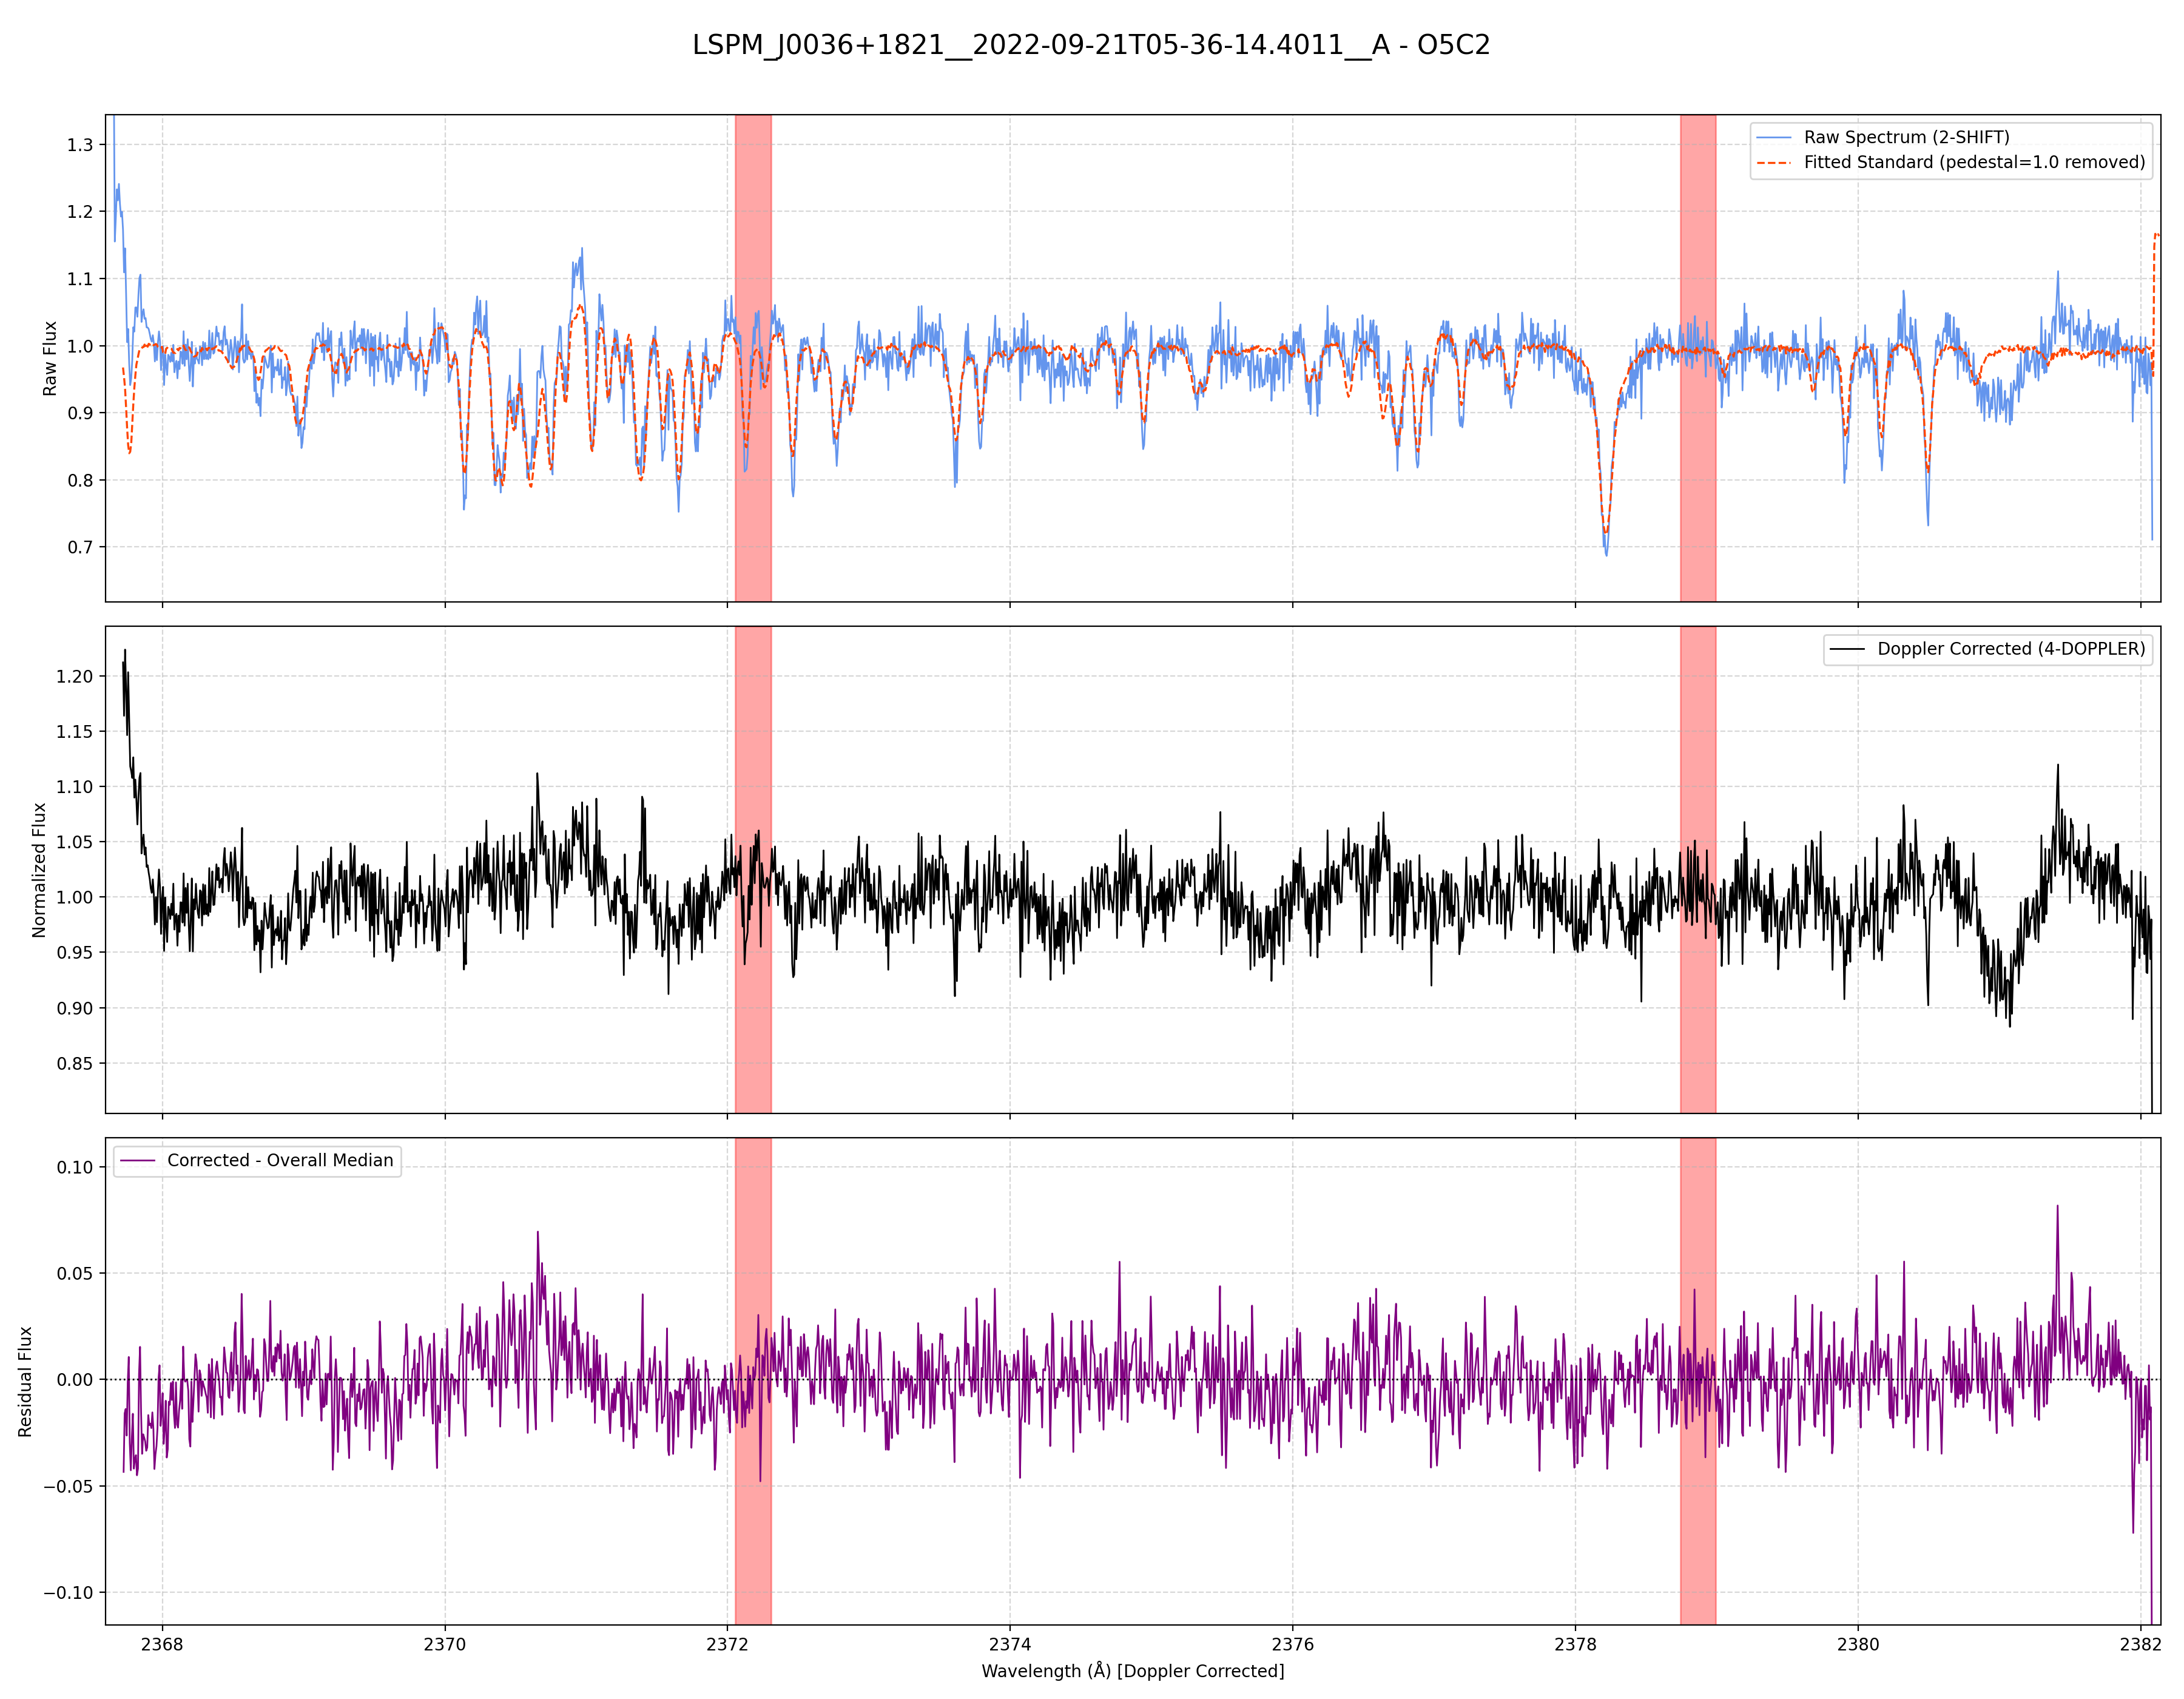 LSPM_J0036+1821__2022-09-21T05-36-14.4011__A - O5C2
Raw Flux
1.3
1.2
1.1
1.0
0.9
0.8
0.7
Raw Spectrum (2-SHIFT)
Fitted Standard (pedestal=1.0 removed)
Normalized Flux
1.20
1.15
1.10
1.05
1.00
0.95
0.90
0.85
Doppler Corrected (4-DOPPLER)
Residual Flux
0.10
0.05
0.00
−0.05
−0.10
Corrected - Overall Median
2368 2370 2372 2374 2376 2378 2380 2382
Wavelength (Å) [Doppler Corrected]